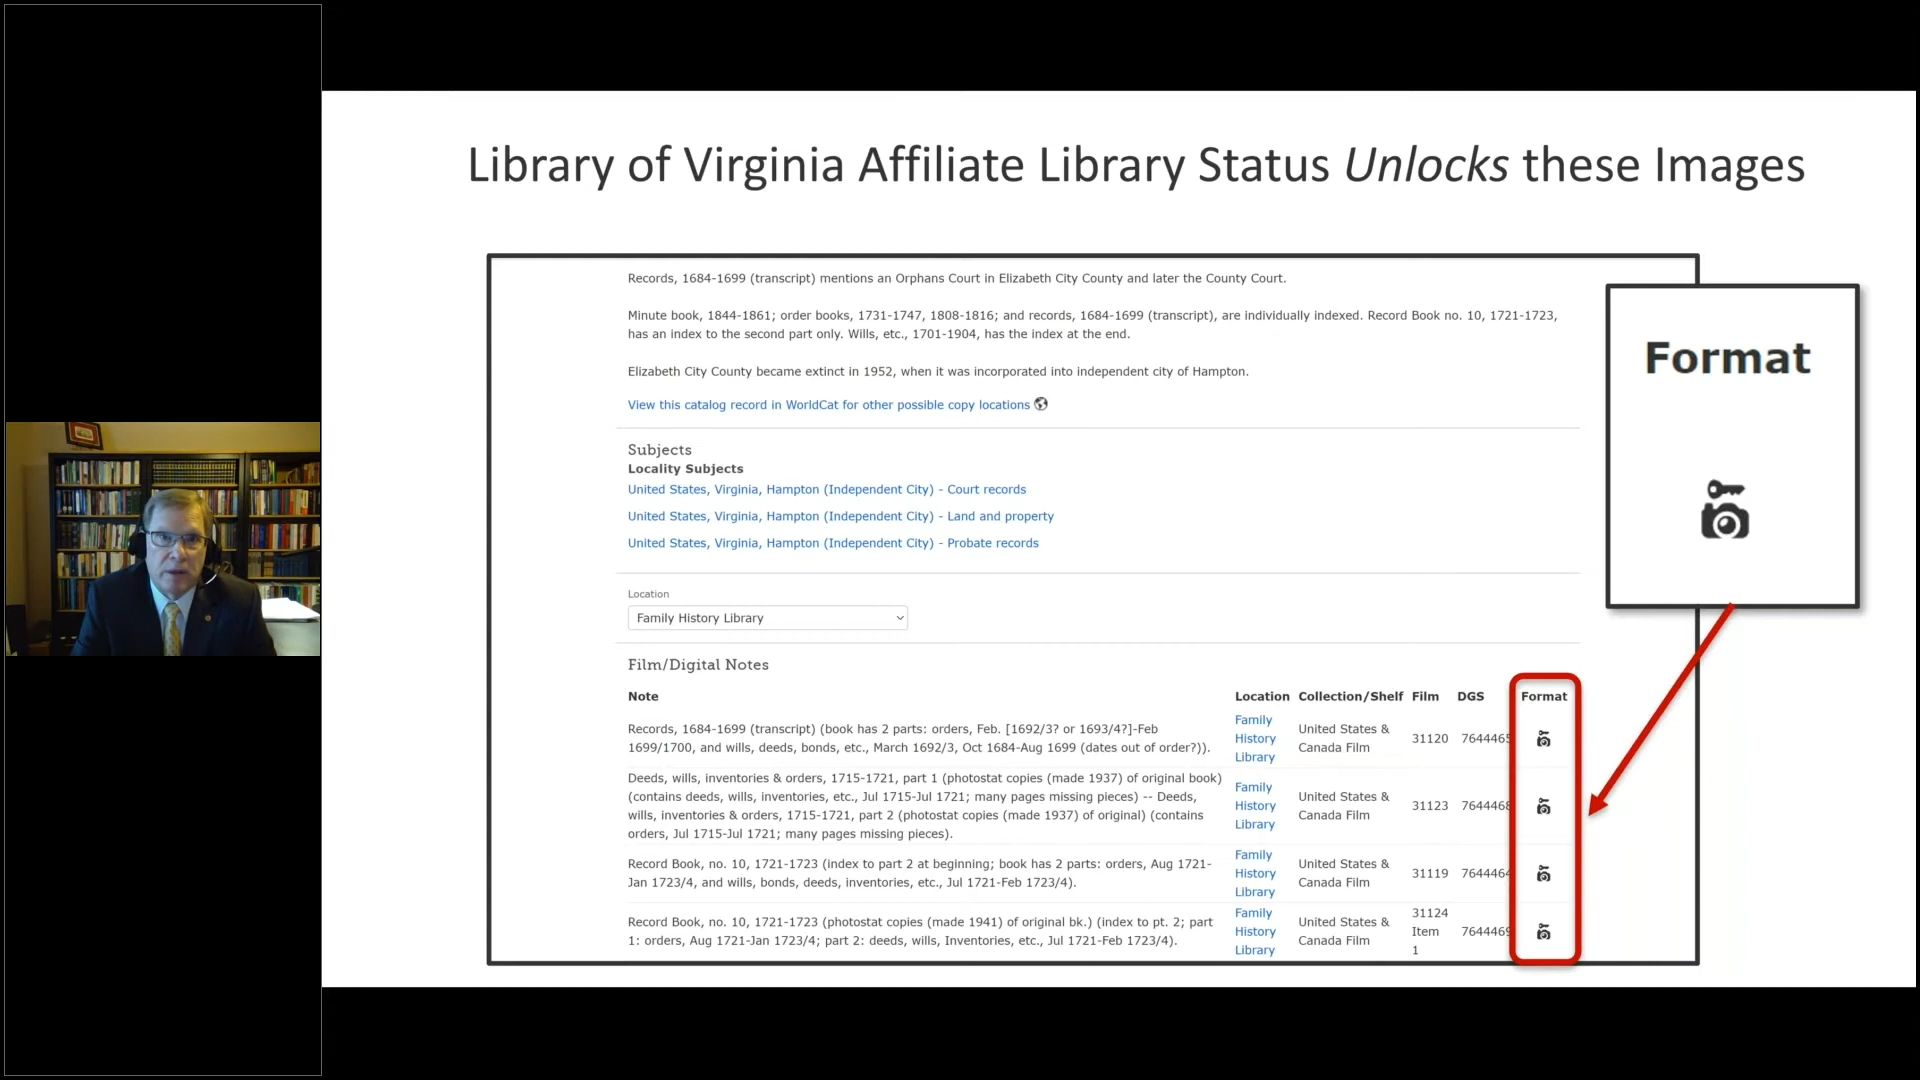 Library of Virginia Affiliate Library Status Unlocks these Images
Records, 1684-1699 (transcript) mentions an Orphans Court in Elizabeth City County and later the County Court.
Minute book, 1844-1861; order books, 1731-1747, 1808-1816; and records, 1684-1699 (transcript), are individually indexed. Record Book no. 10, 1721-1723,
has an index to the second part only. Wills, etc., 1701-1904, has the index at the end.
Elizabeth City County became extinct in 1952, when it was incorporated into independent city of Hampton.
View this catalog record in WorldCat for other possible copy locations
Subjects
Locality Subjects
United States, Virginia, Hampton (Independent City) - Court records
United States, Virginia, Hampton (Independent City) - Land and property
United States, Virginia, Hampton (Independent City) - Probate records
Location
Family History Library
Film/Digital Notes
Note Location Collection/Shelf Film DGS Format
Records, 1684-1699 (transcript) (book has 2 parts: orders, Feb. [1692/3? or 1693/4?]-Feb
1699/1700, and wills, deeds, bonds, etc., March 1692/3, Oct 1684-Aug 1699 (dates out of order?)).
Family
History
Library
United States &
Canada Film
31120
7644465
Deeds, wills, inventories & orders, 1715-1721, part 1 (photostat copies (made 1937) of original book)
(contains deeds, wills, inventories, etc., Jul 1715-Jul 1721; many pages missing pieces) -- Deeds,
wills, inventories & orders, 1715-1721, part 2 (photostat copies (made 1937) of original) (contains
orders, Jul 1715-Jul 1721; many pages missing pieces).
Family
History
Library
United States &
Canada Film
31123
7644468
Record Book, no. 10, 1721-1723 (index to part 2 at beginning; book has 2 parts: orders, Aug 1721-
Jan 1723/4, and wills, bonds, deeds, inventories, etc., Jul 1721-Feb 1723/4).
Family
History
Library
United States &
Canada Film
31119
7644464
Record Book, no. 10, 1721-1723 (photostat copies (made 1941) of original bk.) (index to pt. 2; part
1: orders, Aug 1721-Jan 1723/4; part 2: deeds, wills, Inventories, etc., Jul 1721-Feb 1723/4).
Family
History
Library
United States &
Canada Film
31124
Item
1
7644469
Format